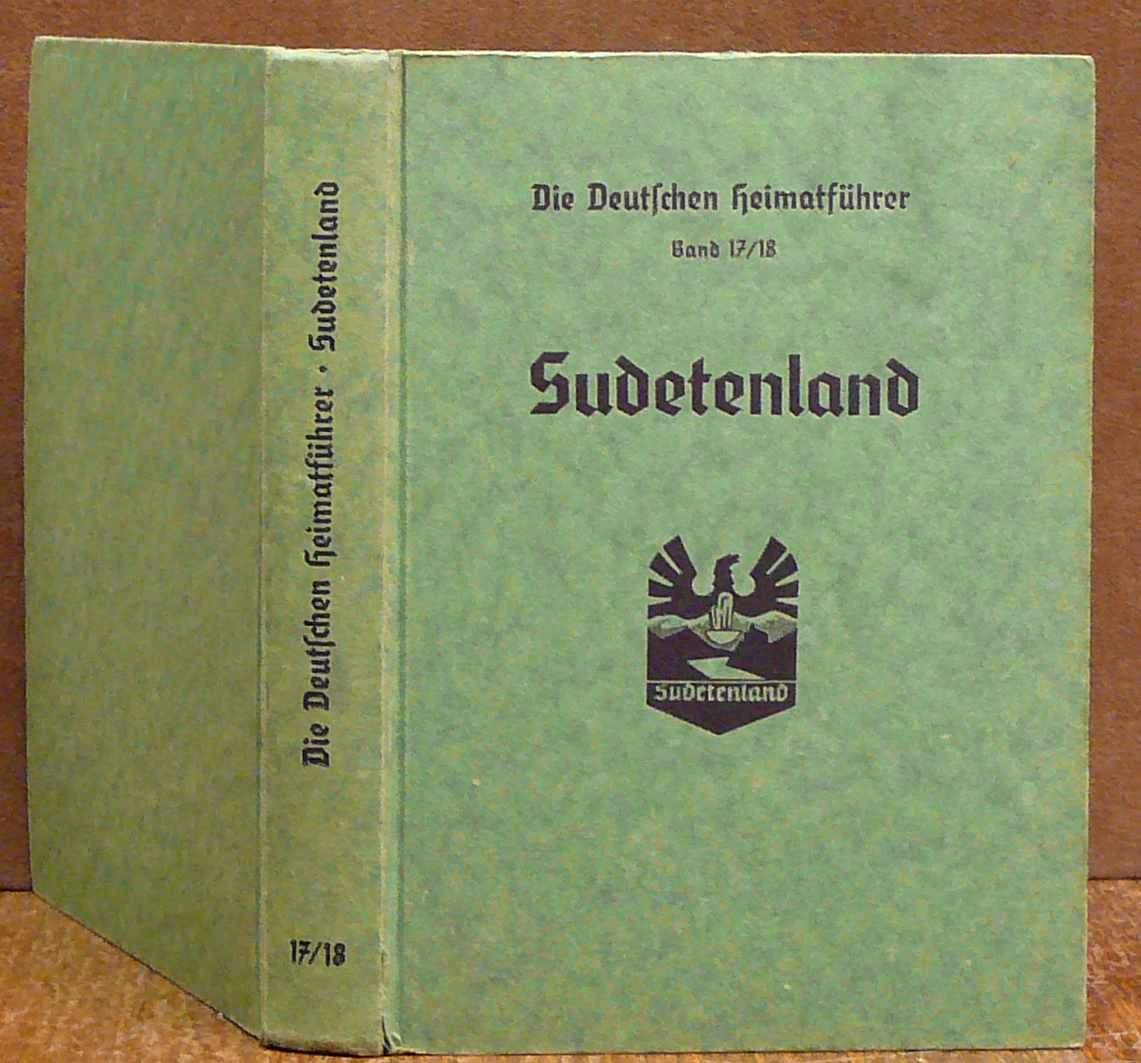 Die Deutſchen Heimatführer · Sudetenland
17/18
Die Deutſchen Heimatführer
Band 17/18
Sudetenland
Sudetenland